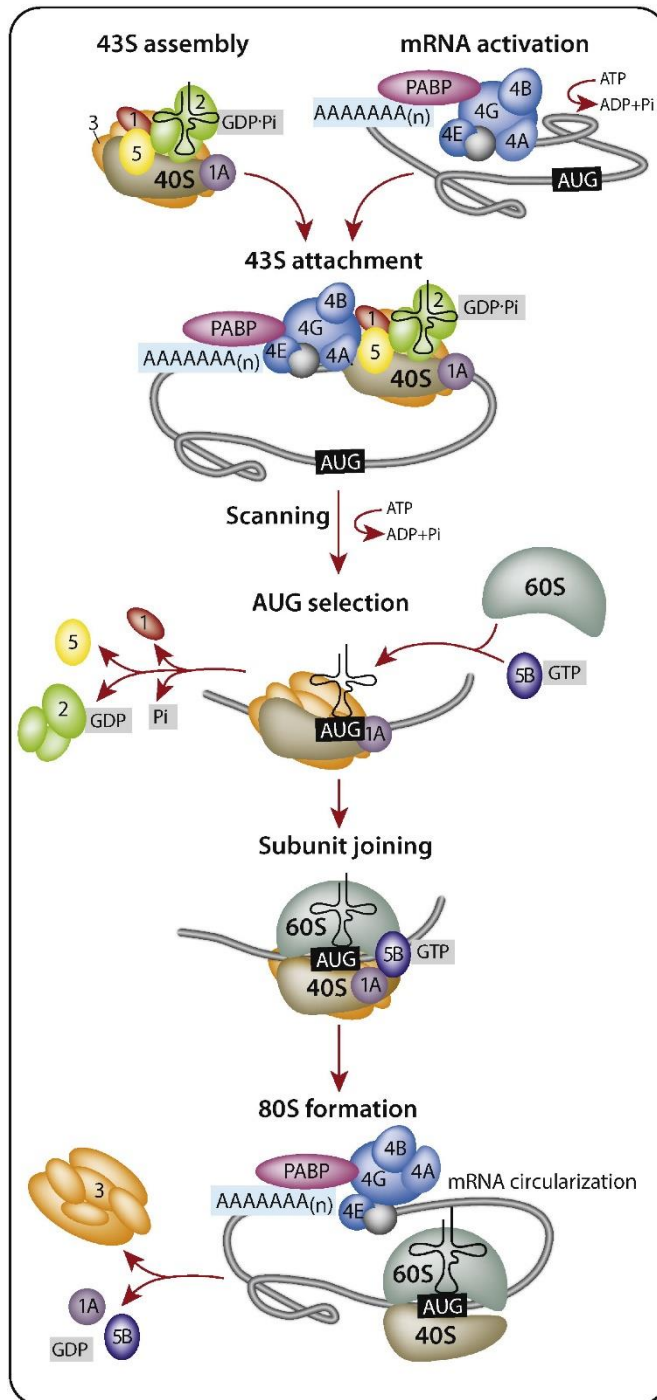 43S assembly
mRNA activation
2
GDP·Pi
1
3
5
40S
1A
PABP
4B
4G
ATP
ADP+Pi
AAAAAAA(n)
4E
4A
AUG
43S attachment
4B
2
GDP·Pi
1
PABP
4G
4E
4A
5
AAAAAAA(n)
40S
1A
AUG
Scanning
ATP
ADP+Pi
AUG selection
60S
5
1
5B
GTP
2
GDP
Pi
AUG
1A
Subunit joining
60S
AUG
5B
GTP
40S
1A
80S formation
4B
PABP
4G
4A
3
mRNA circularization
AAAAAAA(n)
4E
60S
1A
AUG
5B
40S
GDP